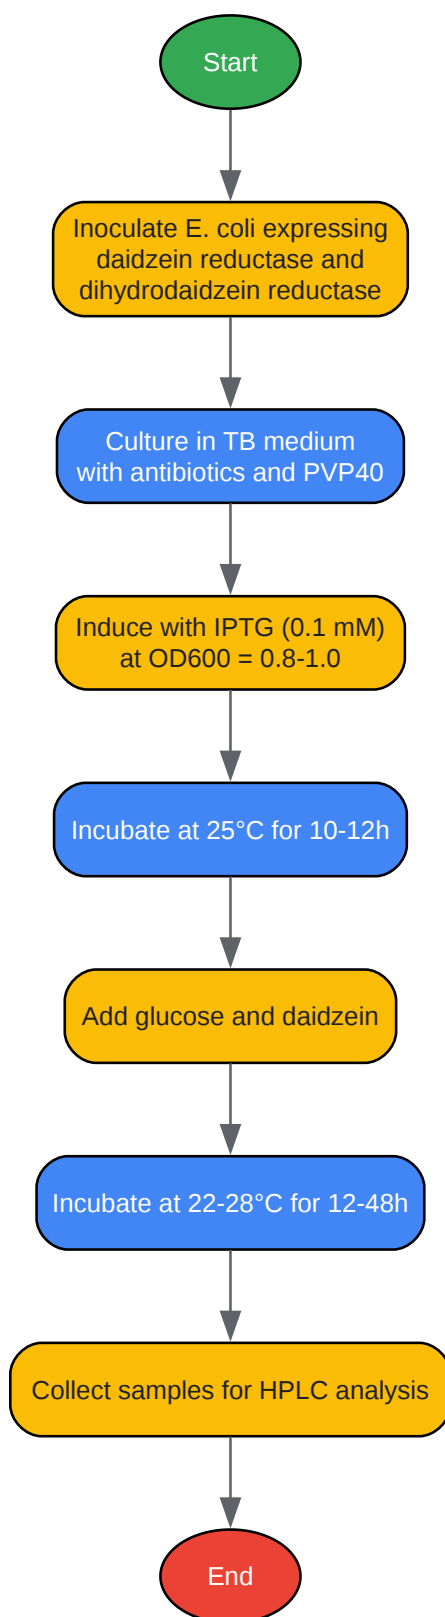 Start
Inoculate E. coli expressing
daidzein reductase and
dihydrodaidzein reductase
Culture in TB medium
with antibiotics and PVP40
Induce with IPTG (0.1 mM)
at OD600 = 0.8-1.0
Incubate at 25°C for 10-12h
Add glucose and daidzein
Incubate at 22-28°C for 12-48h
Collect samples for HPLC analysis
End